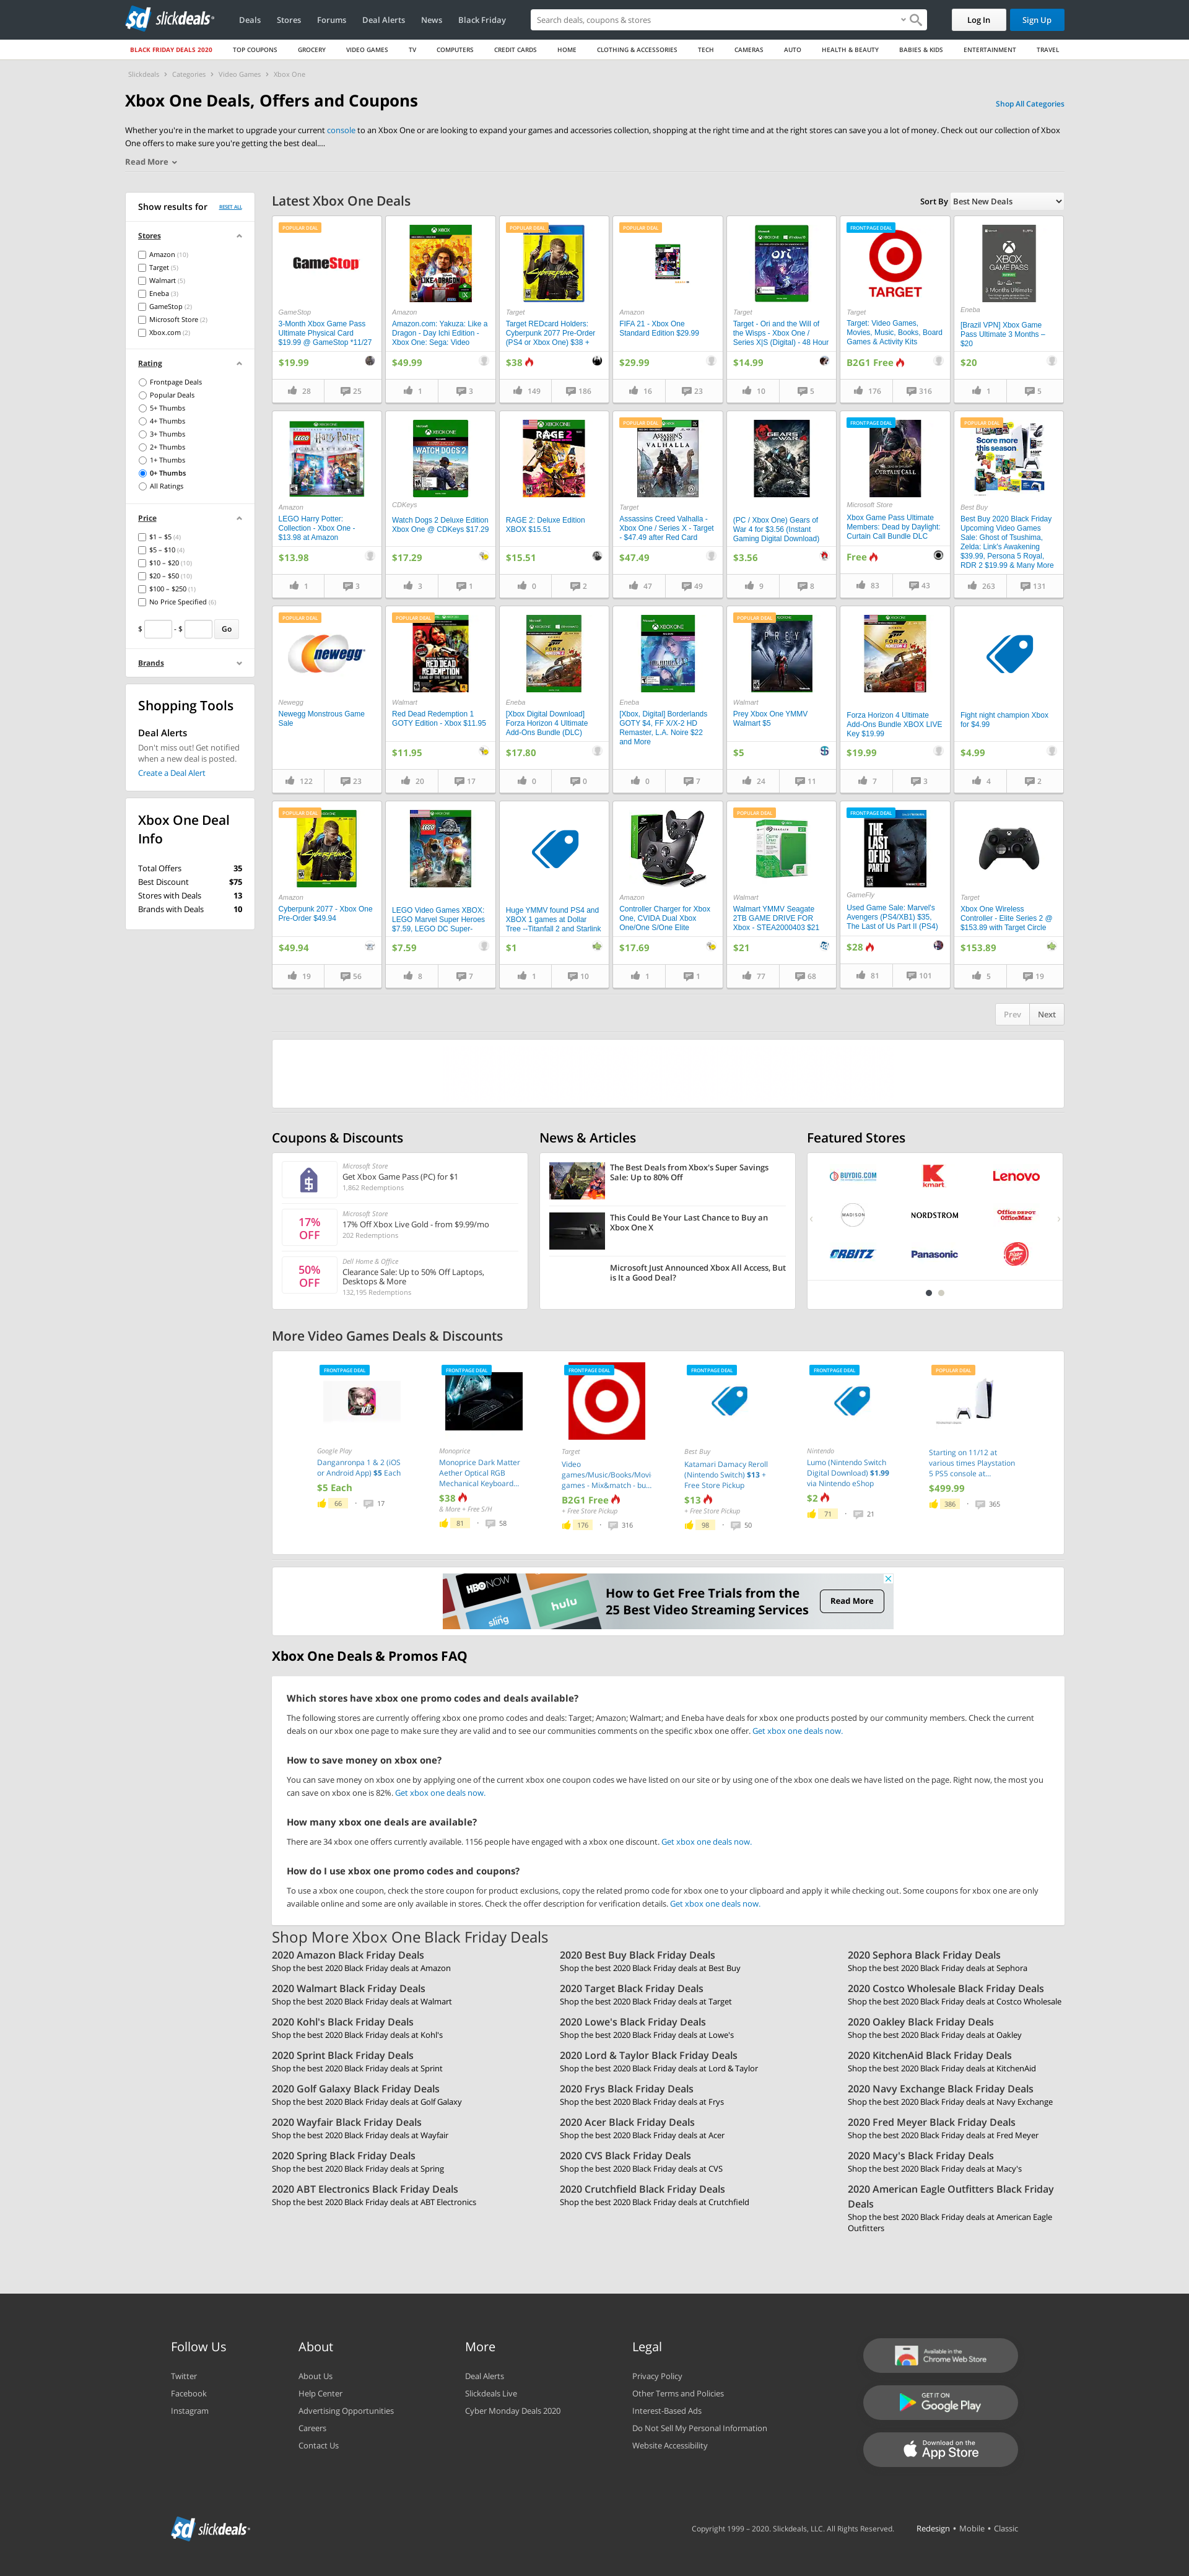 slickdeals
Deals Stores Forums Deal Alerts News Black Friday
Search deals, coupons & stores
Log In
Sign Up
BLACK FRIDAY DEALS 2020 TOP COUPONS GROCERY VIDEO GAMES TV COMPUTERS CREDIT CARDS HOME CLOTHING & ACCESSORIES TECH CAMERAS AUTO HEALTH & BEAUTY BABIES & KIDS ENTERTAINMENT TRAVEL
Slickdeals › Categories › Video Games › Xbox One
Xbox One Deals, Offers and Coupons
Shop All Categories
Whether you're in the market to upgrade your current console to an Xbox One or are looking to expand your games and accessories collection, shopping at the right time and at the right stores can save you a lot of money. Check out our collection of Xbox
One offers to make sure you're getting the best deal....
Read More
Show results for
RESET ALL
Stores
Amazon (10)
Target (5)
Walmart (5)
Eneba (3)
GameStop (2)
Microsoft Store (2)
Xbox.com (2)
Rating
Frontpage Deals
Popular Deals
5+ Thumbs
4+ Thumbs
3+ Thumbs
2+ Thumbs
1+ Thumbs
0+ Thumbs
All Ratings
Price
$1 – $5 (4)
$5 – $10 (4)
$10 – $20 (10)
$20 – $50 (10)
$100 – $250 (1)
No Price Specified (6)
$ - $ Go
Brands
Shopping Tools
Deal Alerts
Don't miss out! Get notified
when a new deal is posted.
Create a Deal Alert
Xbox One Deal
Info
Total Offers 35
Best Discount $75
Stores with Deals 13
Brands with Deals 10
Latest Xbox One Deals
Sort By Best New Deals
POPULAR DEAL
GameStop
GameStop
3-Month Xbox Game Pass
Ultimate Physical Card
$19.99 @ GameStop *11/27
$19.99
28 25
Amazon
Amazon.com: Yakuza: Like a
Dragon - Day Ichi Edition -
Xbox One: Sega: Video
$49.99
1 3
POPULAR DEAL
Target
Target REDcard Holders:
Cyberpunk 2077 Pre-Order
(PS4 or Xbox One) $38 +
$38
149 186
POPULAR DEAL
Amazon
FIFA 21 - Xbox One
Standard Edition $29.99
$29.99
16 23
ori
Target
Target - Ori and the Will of
the Wisps - Xbox One /
Series X|S (Digital) - 48 Hour
$14.99
10 5
FRONTPAGE DEAL
TARGET
Target
Target: Video Games,
Movies, Music, Books, Board
Games & Activity Kits
B2G1 Free
176 316
XBOX
GAME PASS
3 Months Ultimate
Eneba
[Brazil VPN] Xbox Game
Pass Ultimate 3 Months –
$20
$20
1 5
LEGO Harry Potter
COLLECTION
Amazon
LEGO Harry Potter:
Collection - Xbox One -
$13.98 at Amazon
$13.98
1 3
WATCH DOGS 2
CDKeys
Watch Dogs 2 Deluxe Edition
Xbox One @ CDKeys $17.29
$17.29
3 1
RAGE 2
RAGE 2: Deluxe Edition
XBOX $15.51
$15.51
0 2
POPULAR DEAL
ASSASSIN'S CREED
VALHALLA
Target
Assassins Creed Valhalla -
Xbox One / Series X - Target
- $47.49 after Red Card
$47.49
47 49
GEARS OF WAR
(PC / Xbox One) Gears of
War 4 for $3.56 (Instant
Gaming Digital Download)
$3.56
9 8
FRONTPAGE DEAL
CURTAIN CALL
Microsoft Store
Xbox Game Pass Ultimate
Members: Dead by Daylight:
Curtain Call Bundle DLC
Free
83 43
POPULAR DEAL
Score more
this season
Best Buy
Best Buy 2020 Black Friday
Upcoming Video Games
Sale: Ghost of Tsushima,
Zelda: Link's Awakening
$39.99, Persona 5 Royal,
RDR 2 $19.99 & Many More
263 131
POPULAR DEAL
newegg
Newegg
Newegg Monstrous Game
Sale
122 23
POPULAR DEAL
RED DEAD
REDEMPTION
Walmart
Red Dead Redemption 1
GOTY Edition - Xbox $11.95
$11.95
20 17
FORZA
Eneba
[Xbox Digital Download]
Forza Horizon 4 Ultimate
Add-Ons Bundle (DLC)
$17.80
0 0
Eneba
[Xbox, Digital] Borderlands
GOTY $4, FF X/X-2 HD
Remaster, L.A. Noire $22
and More
0 7
POPULAR DEAL
PREY
Walmart
Prey Xbox One YMMV
Walmart $5
$5
24 11
FORZA
Forza Horizon 4 Ultimate
Add-Ons Bundle XBOX LIVE
Key $19.99
$19.99
7 3
Fight night champion Xbox
for $4.99
$4.99
4 2
POPULAR DEAL
Amazon
Cyberpunk 2077 - Xbox One
Pre-Order $49.94
$49.94
19 56
LEGO
LEGO Video Games XBOX:
LEGO Marvel Super Heroes
$7.59, LEGO DC Super-
$7.59
8 7
Huge YMMV found PS4 and
XBOX 1 games at Dollar
Tree --Titanfall 2 and Starlink
$1
1 10
Amazon
Controller Charger for Xbox
One, CVIDA Dual Xbox
One/One S/One Elite
$17.69
1 1
POPULAR DEAL
Walmart
Walmart YMMV Seagate
2TB GAME DRIVE FOR
Xbox - STEA2000403 $21
$21
77 68
FRONTPAGE DEAL
THE
LAST
OF US
PART II
GameFly
Used Game Sale: Marvel's
Avengers (PS4/XB1) $35,
The Last of Us Part II (PS4)
$28
81 101
Target
Xbox One Wireless
Controller - Elite Series 2 @
$153.89 with Target Circle
$153.89
5 19
Prev Next
Coupons & Discounts
Microsoft Store
Get Xbox Game Pass (PC) for $1
1,862 Redemptions
17%
OFF
Microsoft Store
17% Off Xbox Live Gold - from $9.99/mo
202 Redemptions
50%
OFF
Dell Home & Office
Clearance Sale: Up to 50% Off Laptops,
Desktops & More
132,195 Redemptions
News & Articles
The Best Deals from Xbox's Super Savings
Sale: Up to 80% Off
This Could Be Your Last Chance to Buy an
Xbox One X
Microsoft Just Announced Xbox All Access, But
is It a Good Deal?
Featured Stores
BUYDIG.COM
kmart
Lenovo
MADISON
NORDSTROM
Office DEPOT
OfficeMax
ORBITZ
Panasonic
More Video Games Deals & Discounts
FRONTPAGE DEAL
Google Play
Danganronpa 1 & 2 (iOS
or Android App) $5 Each
$5 Each
66 • 17
FRONTPAGE DEAL
Monoprice
Monoprice Dark Matter
Aether Optical RGB
Mechanical Keyboard...
$38
& More + Free S/H
81 • 58
FRONTPAGE DEAL
Target
Video
games/Music/Books/Movi
games - Mix&match - bu...
B2G1 Free
+ Free Store Pickup
176 • 316
FRONTPAGE DEAL
Best Buy
Katamari Damacy Reroll
(Nintendo Switch) $13 +
Free Store Pickup
$13
+ Free Store Pickup
98 • 50
FRONTPAGE DEAL
Nintendo
Lumo (Nintendo Switch
Digital Download) $1.99
via Nintendo eShop
$2
71 • 21
POPULAR DEAL
Starting on 11/12 at
various times Playstation
5 PS5 console at...
$499.99
386 • 365
HBO NOW
sling
hulu
How to Get Free Trials from the
25 Best Video Streaming Services
Read More
Xbox One Deals & Promos FAQ
Which stores have xbox one promo codes and deals available?
The following stores are currently offering xbox one promo codes and deals: Target; Amazon; Walmart; and Eneba have deals for xbox one products posted by our community members. Check the current
deals on our xbox one page to make sure they are valid and to see our communities comments on the specific xbox one offer. Get xbox one deals now.
How to save money on xbox one?
You can save money on xbox one by applying one of the current xbox one coupon codes we have listed on our site or by using one of the xbox one deals we have listed on the page. Right now, the most you
can save on xbox one is 82%. Get xbox one deals now.
How many xbox one deals are available?
There are 34 xbox one offers currently available. 1156 people have engaged with a xbox one discount. Get xbox one deals now.
How do I use xbox one promo codes and coupons?
To use a xbox one coupon, check the store coupon for product exclusions, copy the related promo code for xbox one to your clipboard and apply it while checking out. Some coupons for xbox one are only
available online and some are only available in stores. Check the offer description for verification details. Get xbox one deals now.
Shop More Xbox One Black Friday Deals
2020 Amazon Black Friday Deals
Shop the best 2020 Black Friday deals at Amazon
2020 Best Buy Black Friday Deals
Shop the best 2020 Black Friday deals at Best Buy
2020 Sephora Black Friday Deals
Shop the best 2020 Black Friday deals at Sephora
2020 Walmart Black Friday Deals
Shop the best 2020 Black Friday deals at Walmart
2020 Target Black Friday Deals
Shop the best 2020 Black Friday deals at Target
2020 Costco Wholesale Black Friday Deals
Shop the best 2020 Black Friday deals at Costco Wholesale
2020 Kohl's Black Friday Deals
Shop the best 2020 Black Friday deals at Kohl's
2020 Lowe's Black Friday Deals
Shop the best 2020 Black Friday deals at Lowe's
2020 Oakley Black Friday Deals
Shop the best 2020 Black Friday deals at Oakley
2020 Sprint Black Friday Deals
Shop the best 2020 Black Friday deals at Sprint
2020 Lord & Taylor Black Friday Deals
Shop the best 2020 Black Friday deals at Lord & Taylor
2020 KitchenAid Black Friday Deals
Shop the best 2020 Black Friday deals at KitchenAid
2020 Golf Galaxy Black Friday Deals
Shop the best 2020 Black Friday deals at Golf Galaxy
2020 Frys Black Friday Deals
Shop the best 2020 Black Friday deals at Frys
2020 Navy Exchange Black Friday Deals
Shop the best 2020 Black Friday deals at Navy Exchange
2020 Wayfair Black Friday Deals
Shop the best 2020 Black Friday deals at Wayfair
2020 Acer Black Friday Deals
Shop the best 2020 Black Friday deals at Acer
2020 Fred Meyer Black Friday Deals
Shop the best 2020 Black Friday deals at Fred Meyer
2020 Spring Black Friday Deals
Shop the best 2020 Black Friday deals at Spring
2020 CVS Black Friday Deals
Shop the best 2020 Black Friday deals at CVS
2020 Macy's Black Friday Deals
Shop the best 2020 Black Friday deals at Macy's
2020 ABT Electronics Black Friday Deals
Shop the best 2020 Black Friday deals at ABT Electronics
2020 Crutchfield Black Friday Deals
Shop the best 2020 Black Friday deals at Crutchfield
2020 American Eagle Outfitters Black Friday
Deals
Shop the best 2020 Black Friday deals at American Eagle
Outfitters
Follow Us
Twitter
Facebook
Instagram
About
About Us
Help Center
Advertising Opportunities
Careers
Contact Us
More
Deal Alerts
Slickdeals Live
Cyber Monday Deals 2020
Legal
Privacy Policy
Other Terms and Policies
Interest-Based Ads
Do Not Sell My Personal Information
Website Accessibility
Available in the
Chrome Web Store
GET IT ON
Google Play
Download on the
App Store
slickdeals
Copyright 1999 – 2020. Slickdeals, LLC. All Rights Reserved.
Redesign • Mobile • Classic